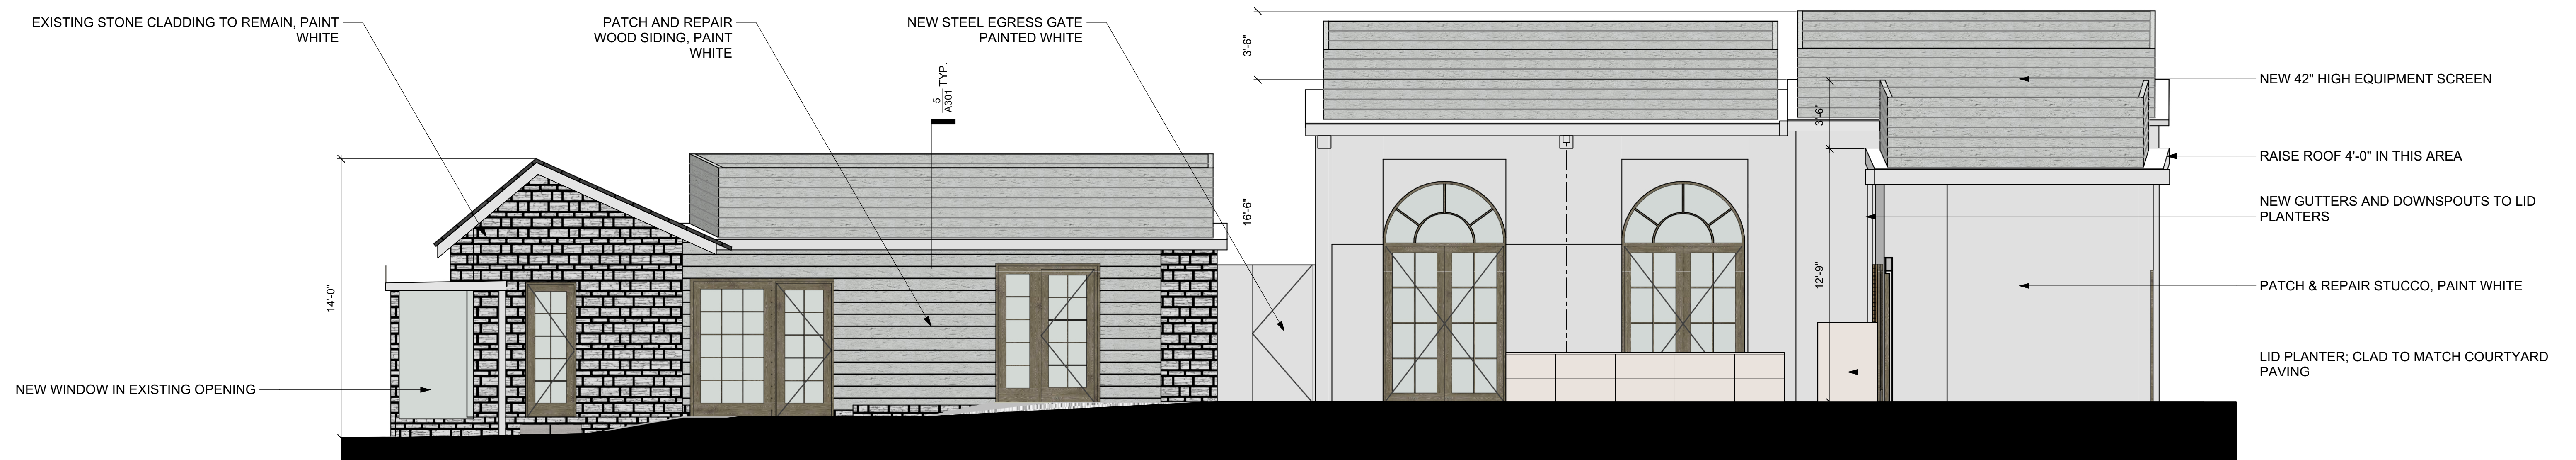 EXISTING STONE CLADDING TO REMAIN, PAINT
WHITE
PATCH AND REPAIR
WOOD SIDING, PAINT
WHITE
NEW STEEL EGRESS GATE
PAINTED WHITE
5
A301
TYP.
14'-0"
3'-6"
16'-6"
3'-6"
12'-9"
NEW WINDOW IN EXISTING OPENING
NEW 42" HIGH EQUIPMENT SCREEN
RAISE ROOF 4'-0" IN THIS AREA
NEW GUTTERS AND DOWNSPOUTS TO LID
PLANTERS
PATCH & REPAIR STUCCO, PAINT WHITE
LID PLANTER; CLAD TO MATCH COURTYARD
PAVING